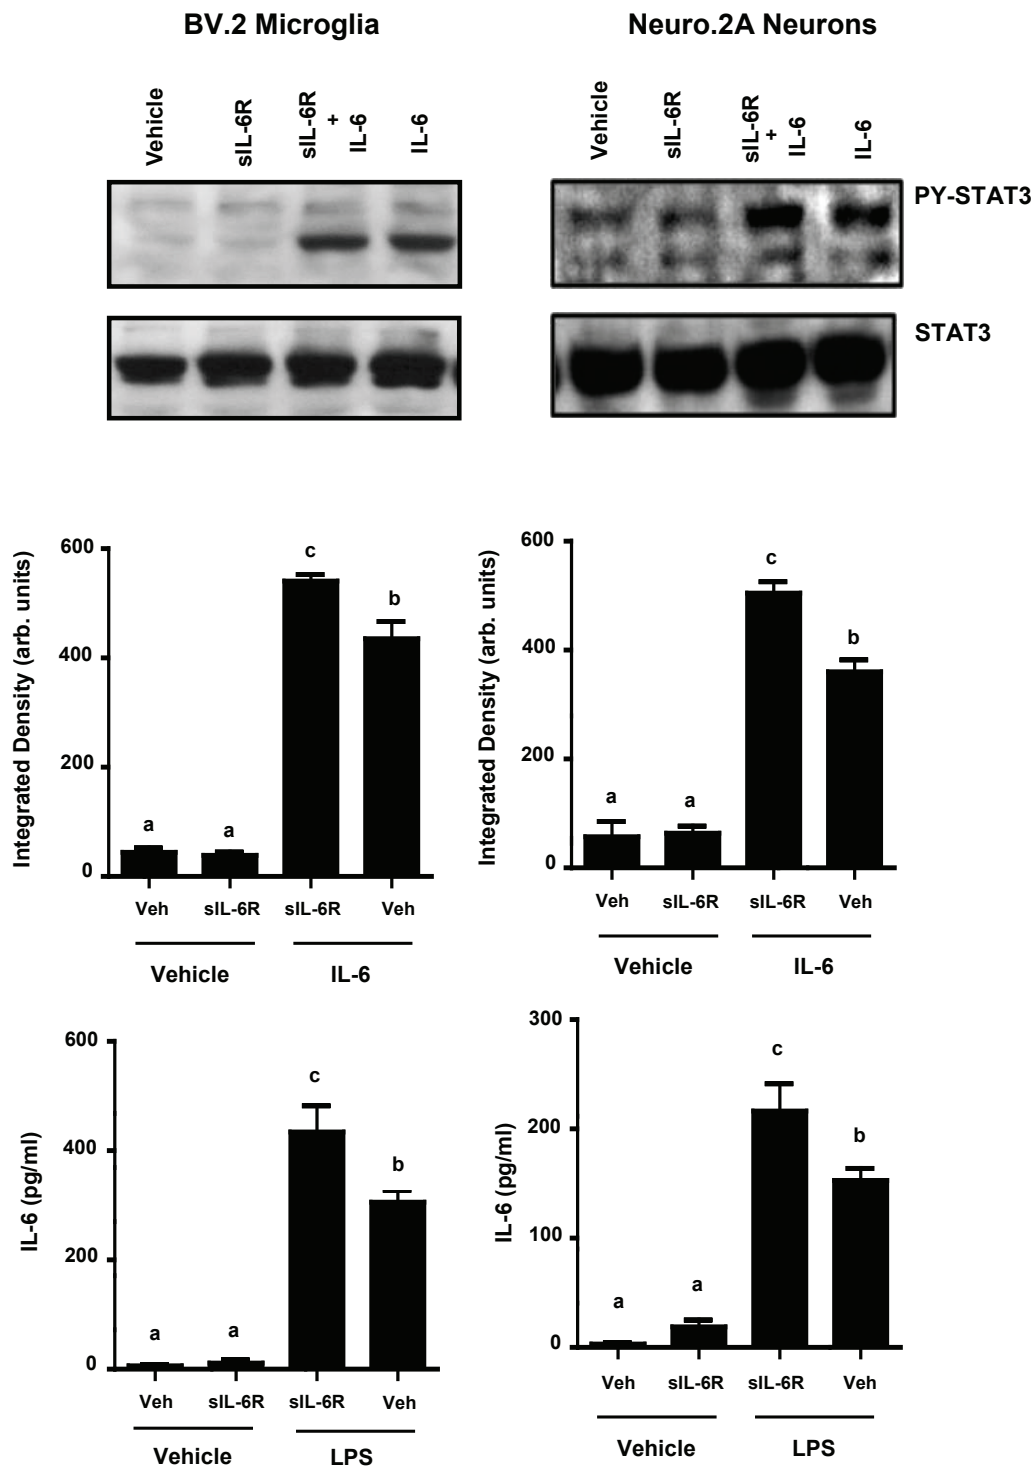 BV.2 Microglia
Neuro.2A Neurons
Vehicle
sIL-6R
sIL-6R
+
IL-6
IL-6
Vehicle
sIL-6R
sIL-6R
+
IL-6
IL-6
PY-STAT3
STAT3
Integrated Density (arb. units)
600
400
200
0
a
a
c
b
Veh
sIL-6R
sIL-6R
Veh
Vehicle
IL-6
Integrated Density (arb. units)
600
400
200
0
a
a
c
b
Veh
sIL-6R
sIL-6R
Veh
Vehicle
IL-6
IL-6 (pg/ml)
600
400
200
0
a
a
c
b
Veh
sIL-6R
sIL-6R
Veh
Vehicle
LPS
IL-6 (pg/ml)
300
200
100
0
a
a
c
b
Veh
sIL-6R
sIL-6R
Veh
Vehicle
LPS